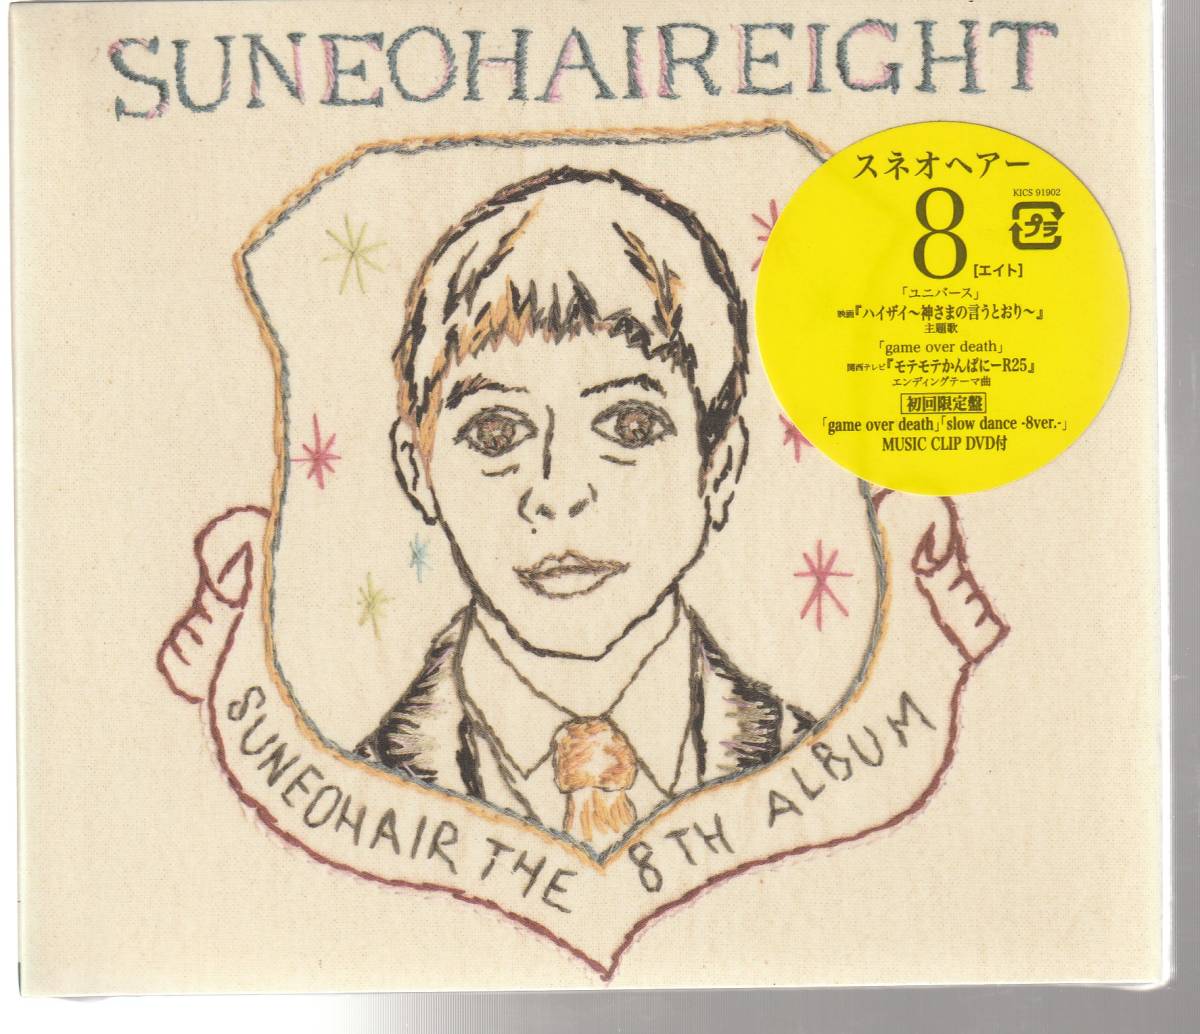 SUNEOHAIREIGHT
スネオヘアー
KICS 91902
8
プラ
[エイト]
「ユニバース」
映画『ハイザイ〜神さまの言うとおり〜』
主題歌
「game over death」
関西テレビ『モテモテかんぱにーR25』
エンディングテーマ曲
初回限定盤
「game over death」「slow dance -8ver.-」
MUSIC CLIP DVD付
SUNEOHAIR THE 8TH ALBUM